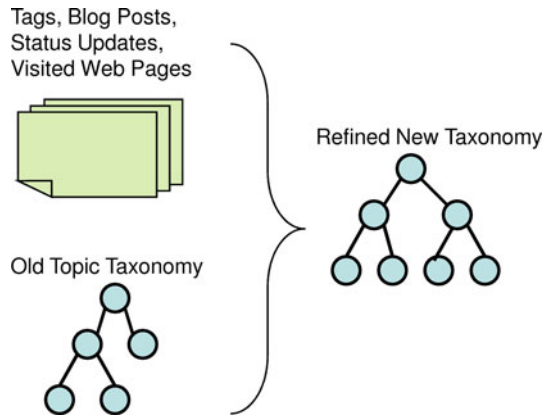 Tags, Blog Posts,
Status Updates,
Visited Web Pages
Refined New Taxonomy
Old Topic Taxonomy